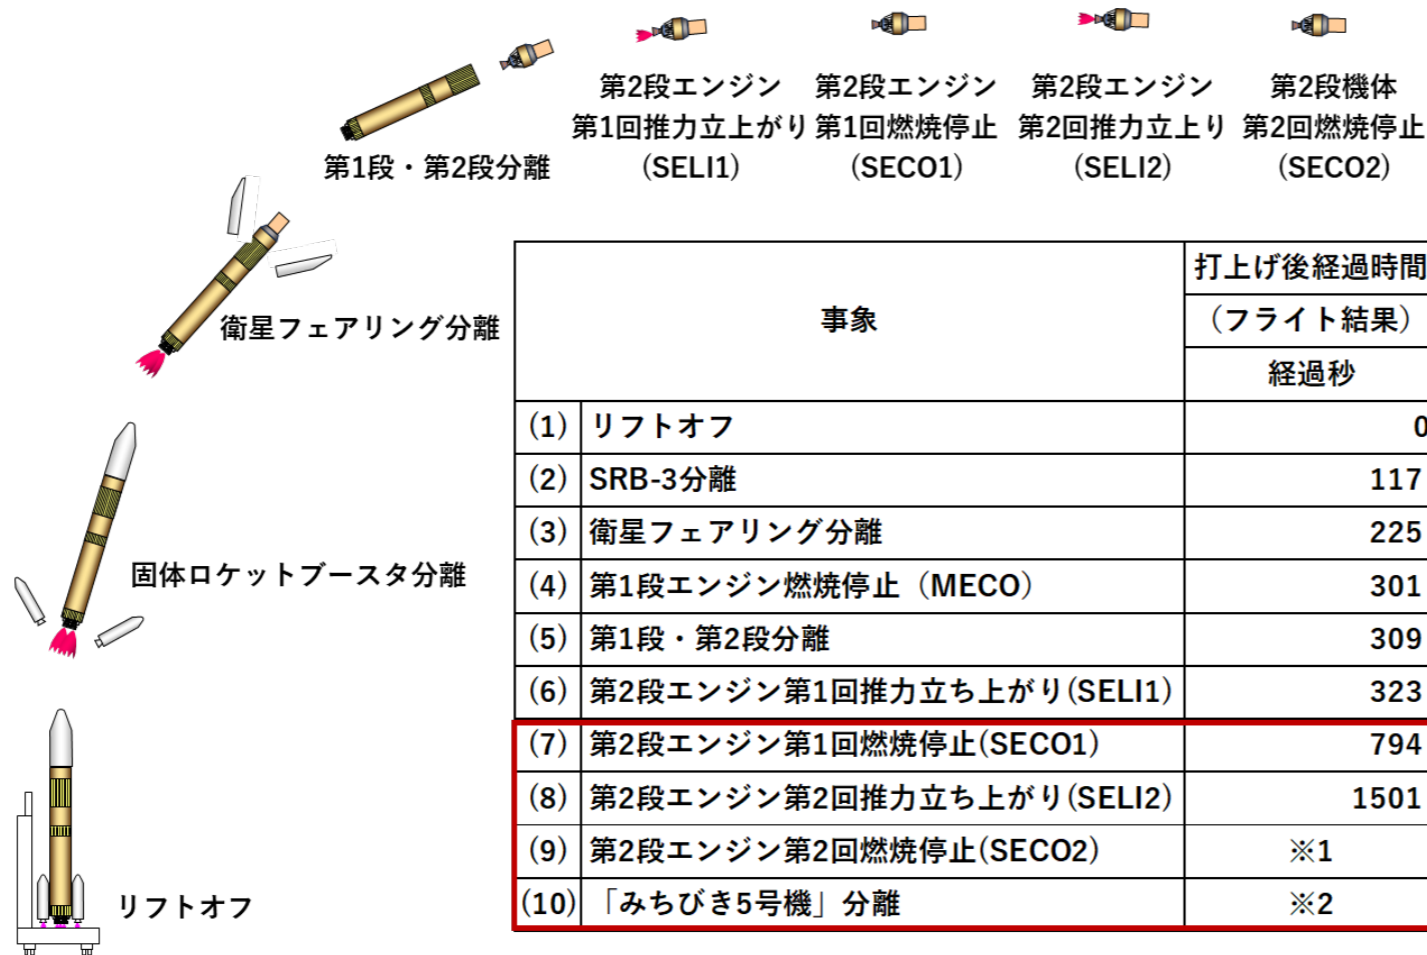 第2段エンジン
第1回推力立上がり
(SELI1)
第2段エンジン
第1回燃焼停止
(SECO1)
第2段エンジン
第2回推力立上り
(SELI2)
第2段機体
第2回燃焼停止
(SECO2)
第1段・第2段分離
衛星フェアリング分離
固体ロケットブースタ分離
リフトオフ
事象
打上げ後経過時間
（フライト結果）
経過秒
(1) リフトオフ 0
(2) SRB-3分離 117
(3) 衛星フェアリング分離 225
(4) 第1段エンジン燃焼停止（MECO） 301
(5) 第1段・第2段分離 309
(6) 第2段エンジン第1回推力立ち上がり(SELI1) 323
(7) 第2段エンジン第1回燃焼停止(SECO1) 794
(8) 第2段エンジン第2回推力立ち上がり(SELI2) 1501
(9) 第2段エンジン第2回燃焼停止(SECO2) ※1
(10) 「みちびき5号機」分離 ※2